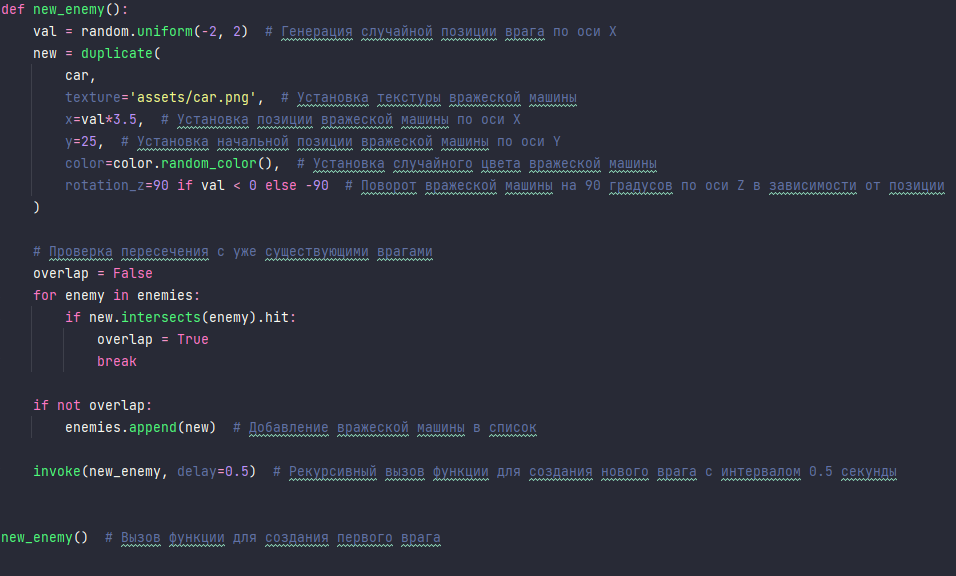 def new_enemy():
    val = random.uniform(-2, 2)  # Генерация случайной позиции врага по оси X
    new = duplicate(
        car,
        texture='assets/car.png',  # Установка текстуры вражеской машины
        x=val*3.5,  # Установка позиции вражеской машины по оси X
        y=25,  # Установка начальной позиции вражеской машины по оси Y
        color=color.random_color(),  # Установка случайного цвета вражеской машины
        rotation_z=90 if val < 0 else -90  # Поворот вражеской машины на 90 градусов по оси Z в зависимости от позиции
    )
    # Проверка пересечения с уже существующими врагами
    overlap = False
    for enemy in enemies:
        if new.intersects(enemy).hit:
            overlap = True
            break
    if not overlap:
        enemies.append(new)  # Добавление вражеской машины в список
    invoke(new_enemy, delay=0.5)  # Рекурсивный вызов функции для создания нового врага с интервалом 0.5 секунды
new_enemy()  # Вызов функции для создания первого врага